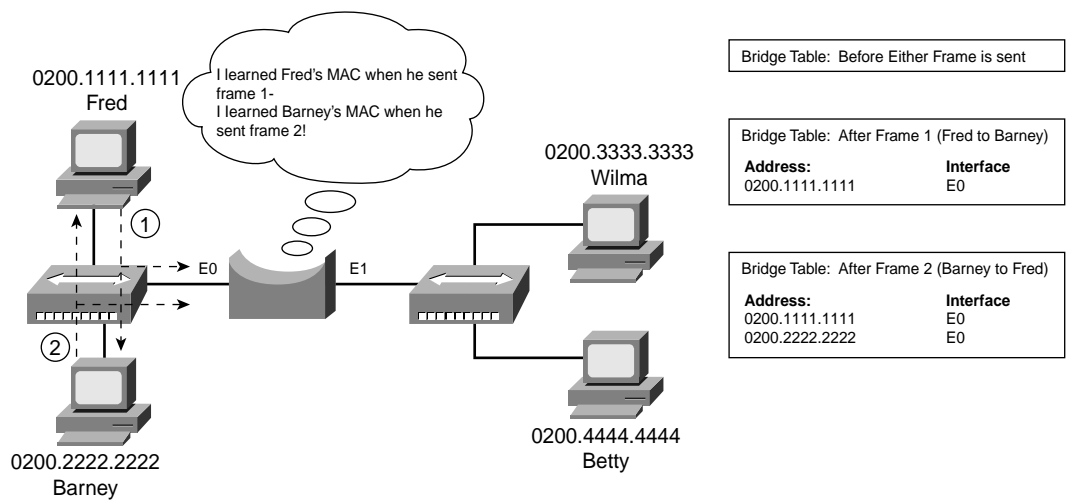 0200.1111.1111
Fred
I learned Fred's MAC when he sent
frame 1-
I learned Barney's MAC when he
sent frame 2!
0200.3333.3333
Wilma
1
E0
E1
2
0200.4444.4444
Betty
0200.2222.2222
Barney
Bridge Table: Before Either Frame is sent
Bridge Table: After Frame 1 (Fred to Barney)
Address: Interface
0200.1111.1111 E0
Bridge Table: After Frame 2 (Barney to Fred)
Address: Interface
0200.1111.1111 E0
0200.2222.2222 E0